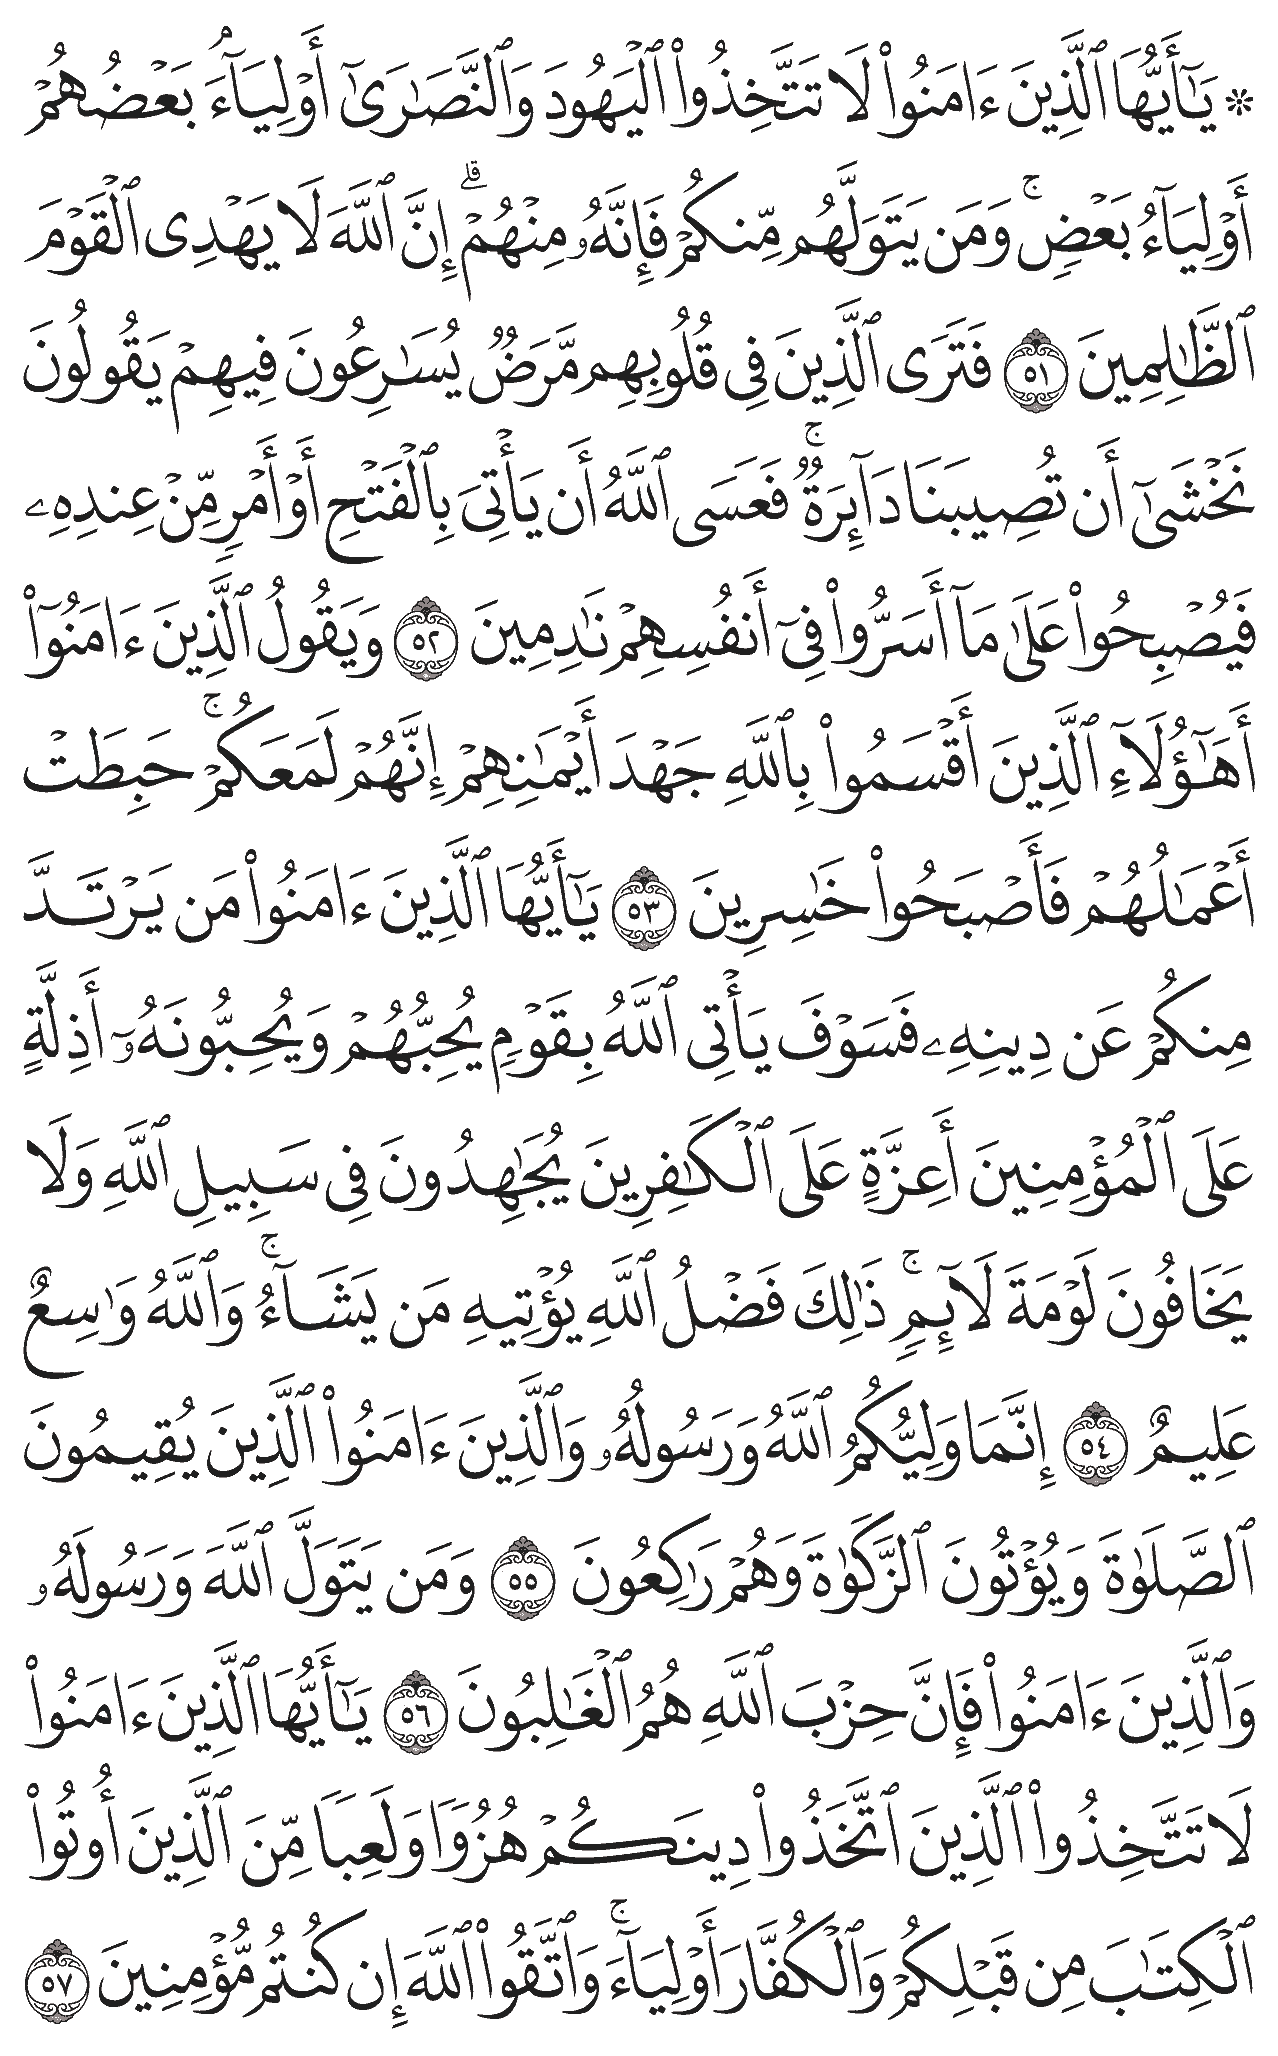 ۞ يَـٰٓأَيُّهَا ٱلَّذِينَ ءَامَنُوا۟ لَا تَتَّخِذُوا۟ ٱلْيَهُودَ وَٱلنَّصَـٰرَىٰٓ أَوْلِيَآءَ ۘ بَعْضُهُمْ
أَوْلِيَآءُ بَعْضٍ ۚ وَمَن يَتَوَلَّهُم مِّنكُمْ فَإِنَّهُۥ مِنْهُمْ ۗ إِنَّ ٱللَّهَ لَا يَهْدِى ٱلْقَوْمَ
ٱلظَّـٰلِمِينَ ٥١ فَتَرَى ٱلَّذِينَ فِى قُلُوبِهِم مَّرَضٌ يُسَـٰرِعُونَ فِيهِمْ يَقُولُونَ
نَخْشَىٰٓ أَن تُصِيبَنَا دَآئِرَةٌ ۚ فَعَسَى ٱللَّهُ أَن يَأْتِىَ بِٱلْفَتْحِ أَوْ أَمْرٍ مِّنْ عِندِهِۦ
فَيُصْبِحُوا۟ عَلَىٰ مَآ أَسَرُّوا۟ فِىٓ أَنفُسِهِمْ نَـٰدِمِينَ ٥٢ وَيَقُولُ ٱلَّذِينَ ءَامَنُوٓا۟
أَهَـٰٓؤُلَآءِ ٱلَّذِينَ أَقْسَمُوا۟ بِٱللَّهِ جَهْدَ أَيْمَـٰنِهِمْ إِنَّهُمْ لَمَعَكُمْ ۚ حَبِطَتْ
أَعْمَـٰلُهُمْ فَأَصْبَحُوا۟ خَـٰسِرِينَ ٥٣ يَـٰٓأَيُّهَا ٱلَّذِينَ ءَامَنُوا۟ مَن يَرْتَدَّ
مِنكُمْ عَن دِينِهِۦ فَسَوْفَ يَأْتِى ٱللَّهُ بِقَوْمٍ يُحِبُّهُمْ وَيُحِبُّونَهُۥٓ أَذِلَّةٍ
عَلَى ٱلْمُؤْمِنِينَ أَعِزَّةٍ عَلَى ٱلْكَـٰفِرِينَ يُجَـٰهِدُونَ فِى سَبِيلِ ٱللَّهِ وَلَا
يَخَافُونَ لَوْمَةَ لَآئِمٍ ۚ ذَٰلِكَ فَضْلُ ٱللَّهِ يُؤْتِيهِ مَن يَشَآءُ ۚ وَٱللَّهُ وَٰسِعٌ
عَلِيمٌ ٥٤ إِنَّمَا وَلِيُّكُمُ ٱللَّهُ وَرَسُولُهُۥ وَٱلَّذِينَ ءَامَنُوا۟ ٱلَّذِينَ يُقِيمُونَ
ٱلصَّلَوٰةَ وَيُؤْتُونَ ٱلزَّكَوٰةَ وَهُمْ رَٰكِعُونَ ٥٥ وَمَن يَتَوَلَّ ٱللَّهَ وَرَسُولَهُۥ
وَٱلَّذِينَ ءَامَنُوا۟ فَإِنَّ حِزْبَ ٱللَّهِ هُمُ ٱلْغَـٰلِبُونَ ٥٦ يَـٰٓأَيُّهَا ٱلَّذِينَ ءَامَنُوا۟
لَا تَتَّخِذُوا۟ ٱلَّذِينَ ٱتَّخَذُوا۟ دِينَكُمْ هُزُوًا وَلَعِبًا مِّنَ ٱلَّذِينَ أُوتُوا۟
ٱلْكِتَـٰبَ مِن قَبْلِكُمْ وَٱلْكُفَّارَ أَوْلِيَآءَ ۚ وَٱتَّقُوا۟ ٱللَّهَ إِن كُنتُم مُّؤْمِنِينَ ٥٧